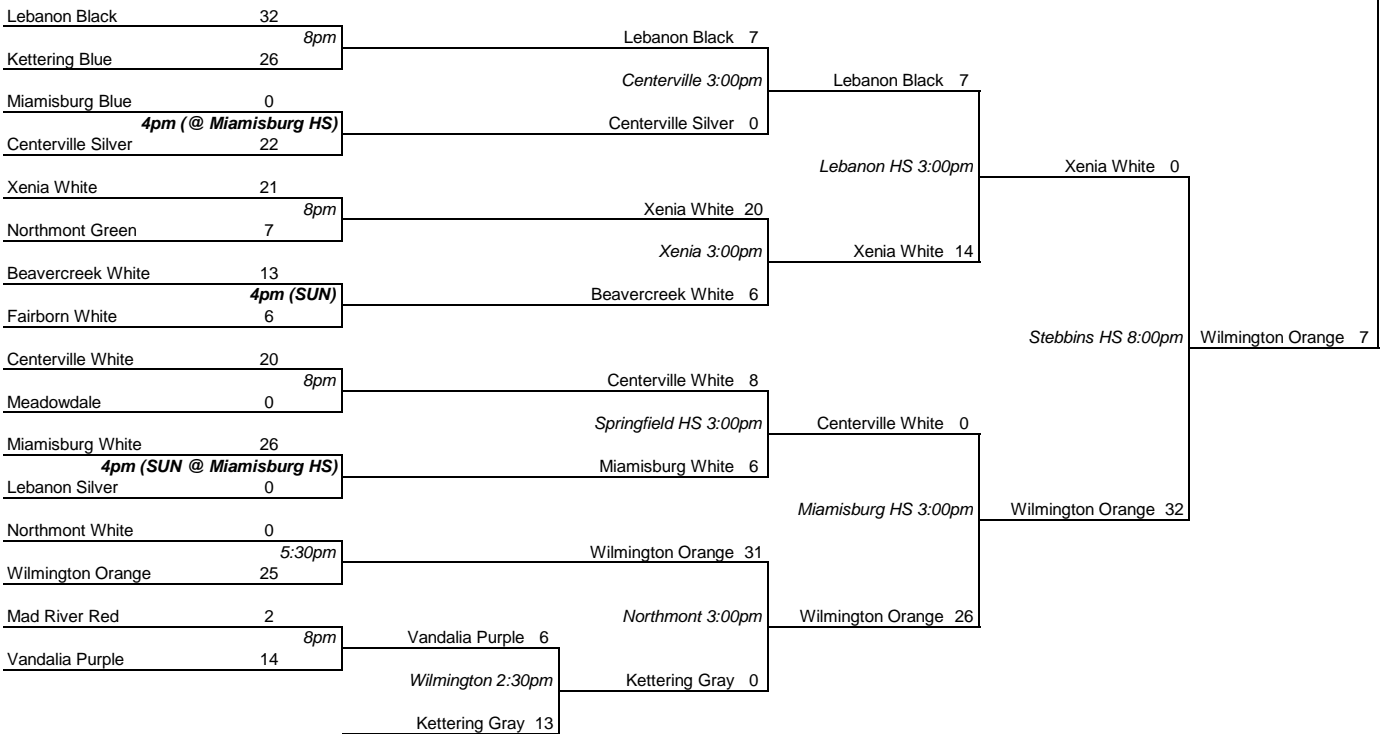 Lebanon Black 32
8pm
Lebanon Black 7
Kettering Blue 26
Centerville 3:00pm
Lebanon Black 7
Miamisburg Blue 0
4pm (@ Miamisburg HS)
Centerville Silver 0
Centerville Silver 22
Lebanon HS 3:00pm
Xenia White 0
Xenia White 21
8pm
Xenia White 20
Northmont Green 7
Xenia 3:00pm
Xenia White 14
Beavercreek White 13
4pm (SUN)
Beavercreek White 6
Fairborn White 6
Stebbins HS 8:00pm
Wilmington Orange 7
Centerville White 20
8pm
Centerville White 8
Meadowdale 0
Springfield HS 3:00pm
Centerville White 0
Miamisburg White 26
4pm (SUN @ Miamisburg HS)
Miamisburg White 6
Lebanon Silver 0
Miamisburg HS 3:00pm
Wilmington Orange 32
Northmont White 0
5:30pm
Wilmington Orange 31
Wilmington Orange 25
Mad River Red 2
Northmont 3:00pm
Wilmington Orange 26
8pm
Vandalia Purple 6
Vandalia Purple 14
Wilmington 2:30pm
Kettering Gray 0
Kettering Gray 13